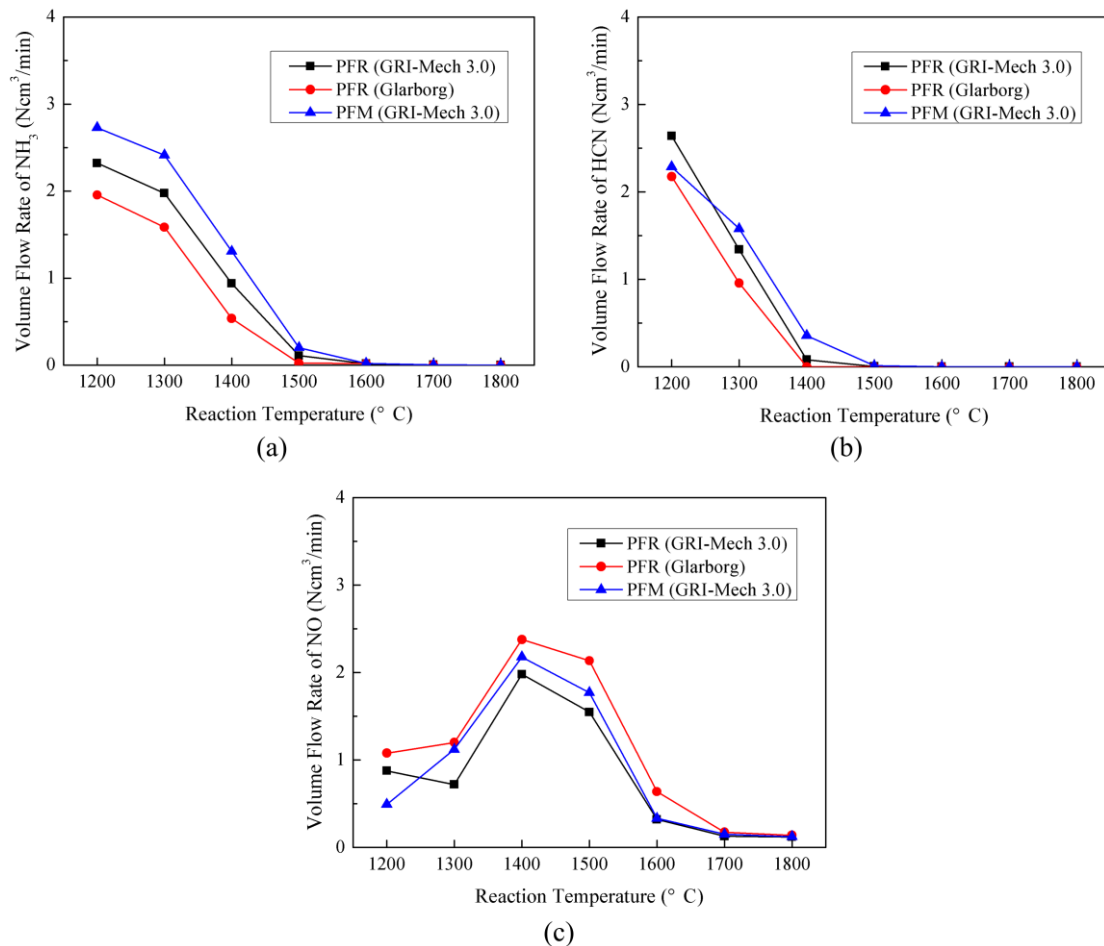 4
3
2
1
0
Volume Flow Rate of NH₃ (Ncm³/min)
PFR (GRI-Mech 3.0)
PFR (Glarborg)
PFM (GRI-Mech 3.0)
1200 1300 1400 1500 1600 1700 1800
Reaction Temperature (° C)
(a)
4
3
2
1
0
Volume Flow Rate of HCN (Ncm³/min)
PFR (GRI-Mech 3.0)
PFR (Glarborg)
PFM (GRI-Mech 3.0)
1200 1300 1400 1500 1600 1700 1800
Reaction Temperature (° C)
(b)
4
3
2
1
0
Volume Flow Rate of NO (Ncm³/min)
PFR (GRI-Mech 3.0)
PFR (Glarborg)
PFM (GRI-Mech 3.0)
1200 1300 1400 1500 1600 1700 1800
Reaction Temperature (° C)
(c)